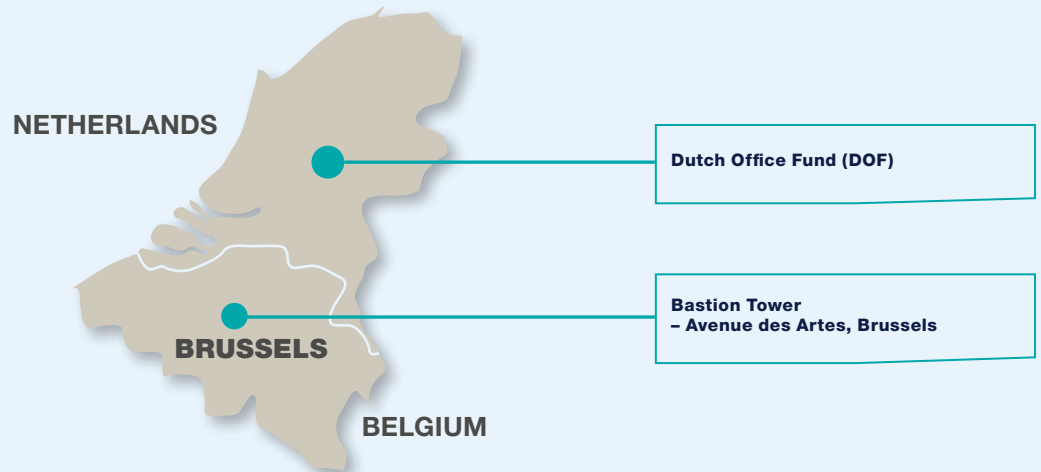 NETHERLANDS
Dutch Office Fund (DOF)
Bastion Tower
– Avenue des Artes, Brussels
BRUSSELS
BELGIUM